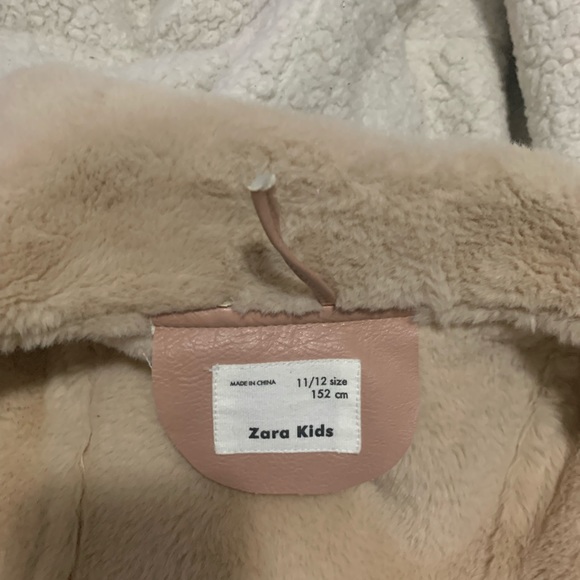 MADE IN CHINA 11/12 size
152 cm
Zara Kids